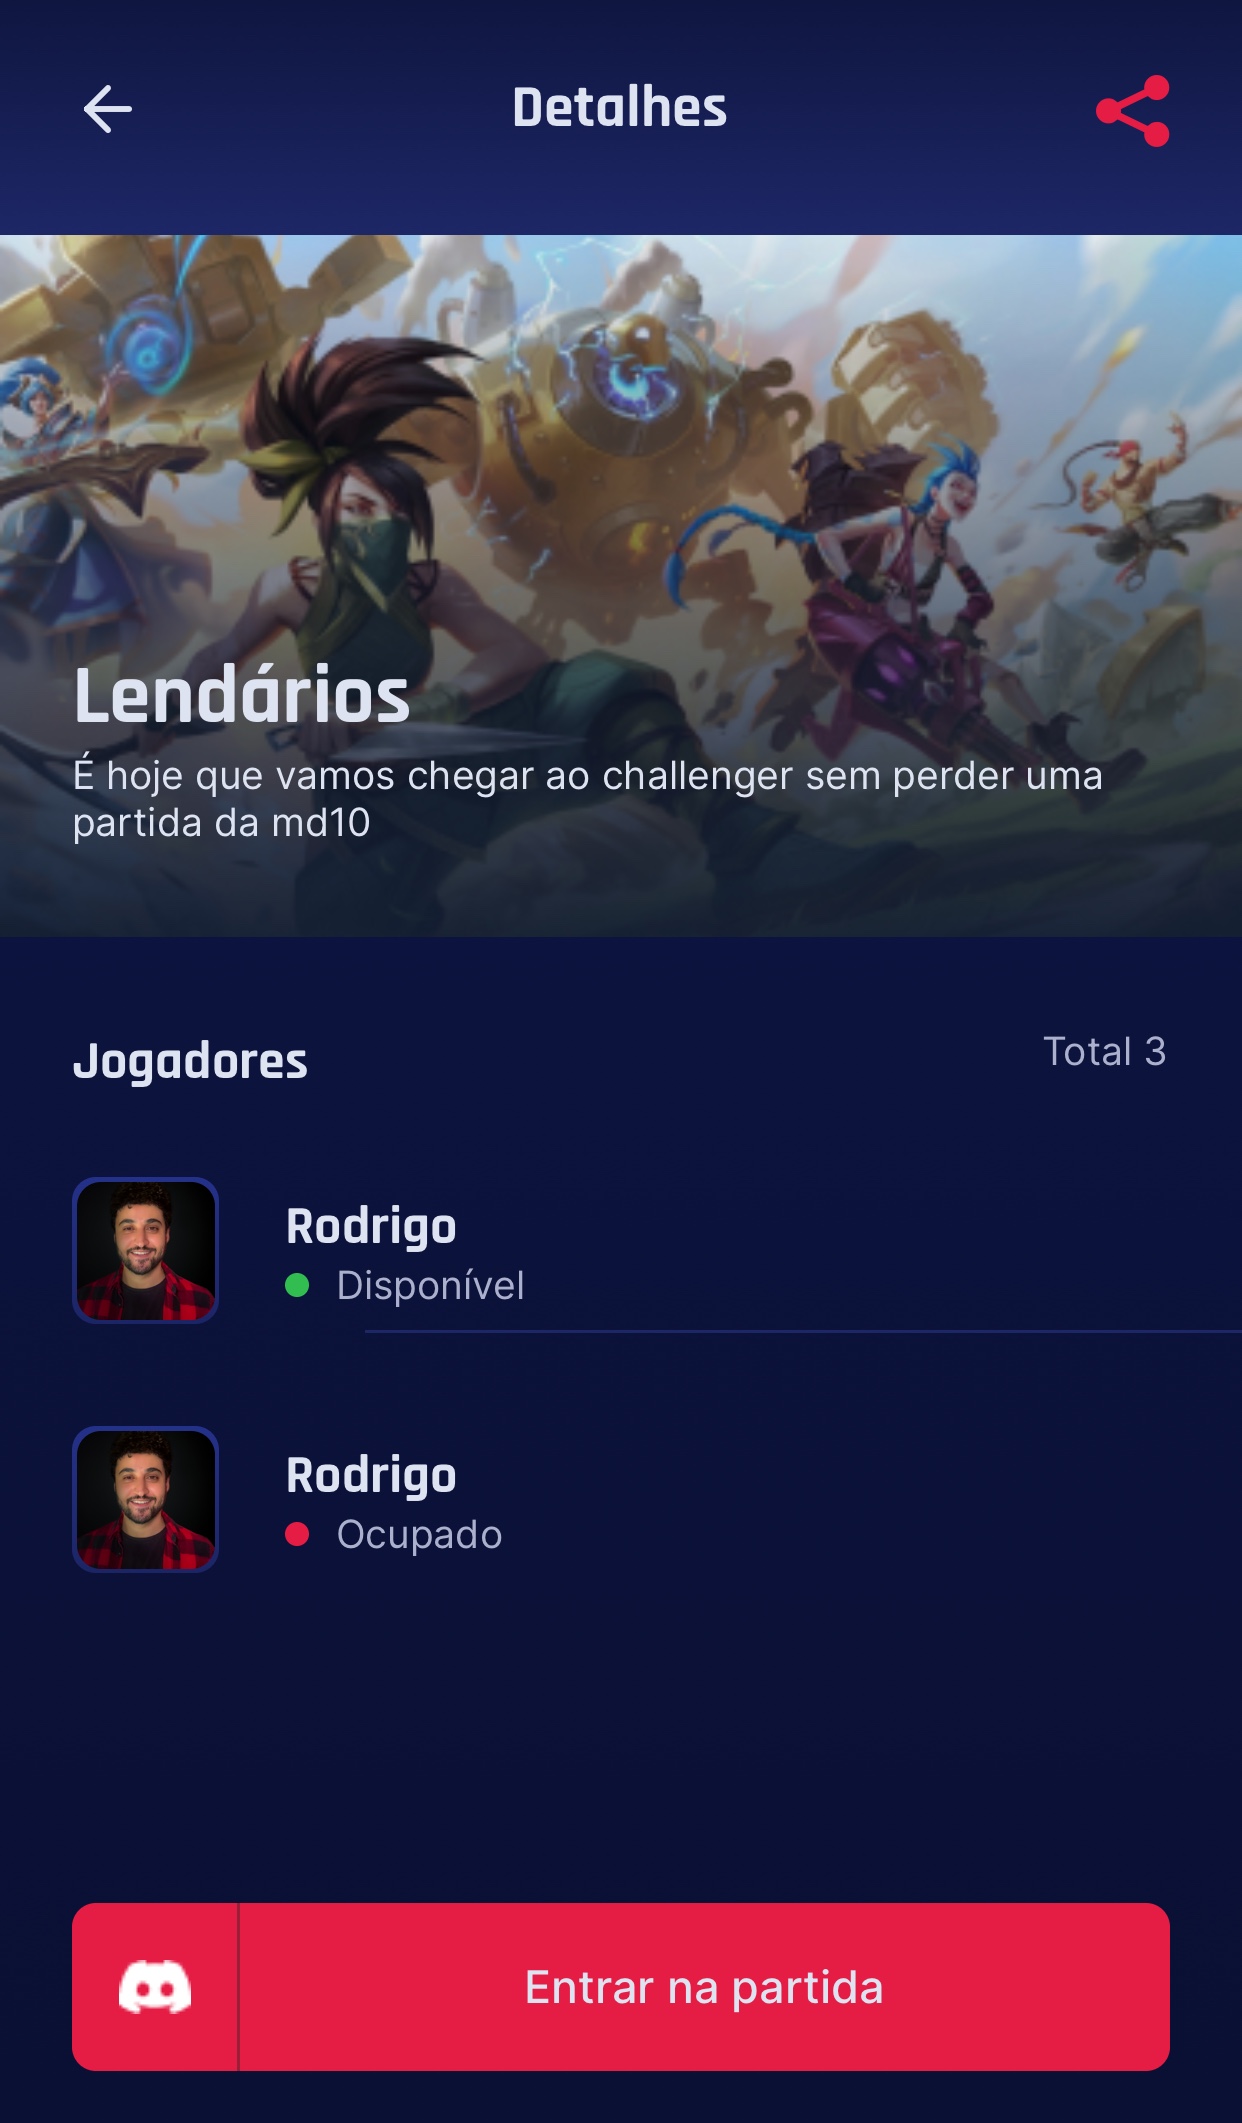 Detalhes
Lendários
É hoje que vamos chegar ao challenger sem perder uma
partida da md10
Jogadores
Total 3
Rodrigo
Disponível
Rodrigo
Ocupado
Entrar na partida